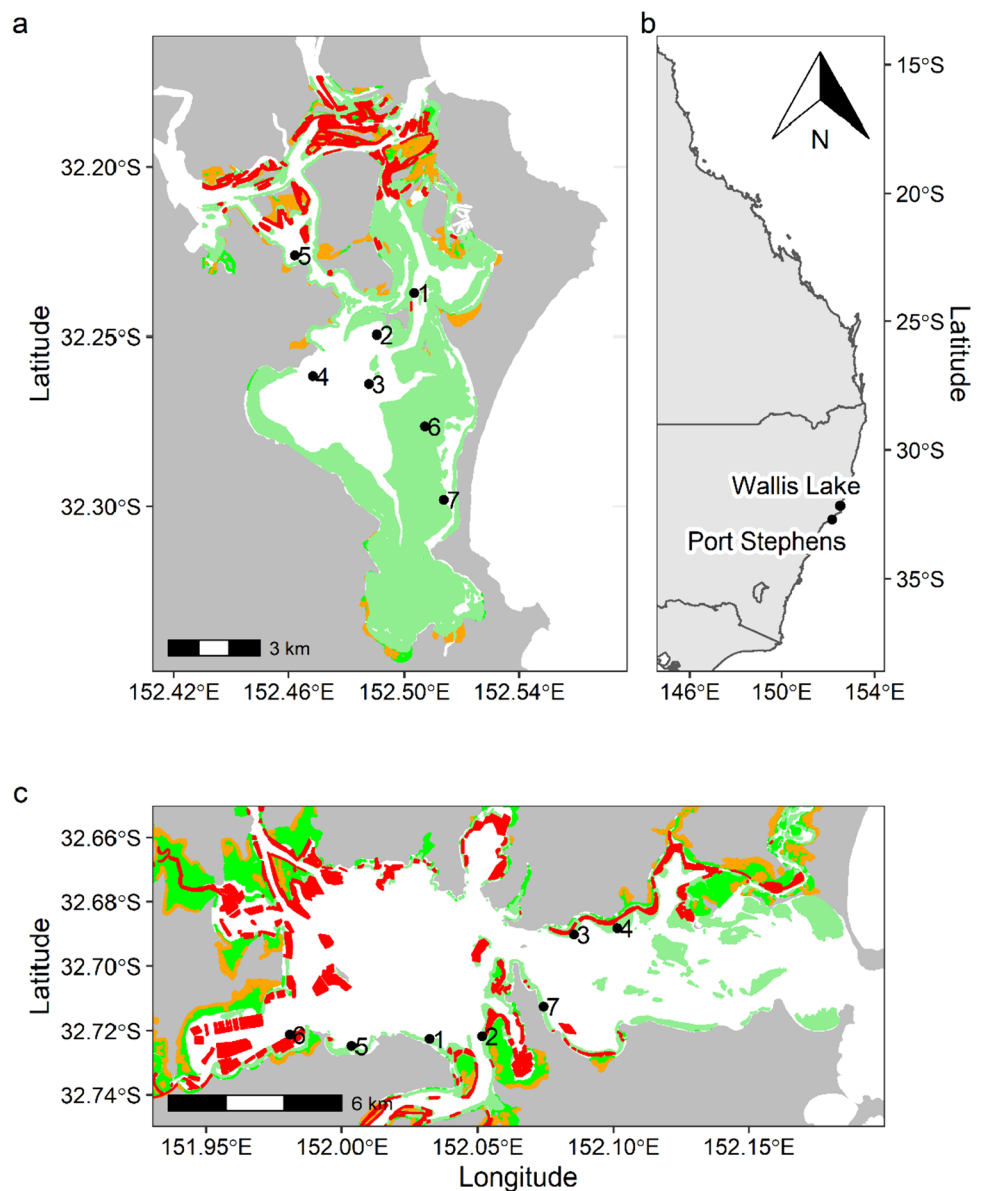 a
b
32.20°S
32.25°S
32.30°S
Latitude
5
1
2
4
3
6
7
3 km
152.42°E
152.46°E
152.50°E
152.54°E
N
15°S
20°S
25°S
30°S
35°S
Latitude
Wallis Lake
Port Stephens
146°E
150°E
154°E
c
32.66°S
32.68°S
32.70°S
32.72°S
32.74°S
Latitude
3
4
7
6
5
1
2
6 km
151.95°E
152.00°E
152.05°E
152.10°E
152.15°E
Longitude